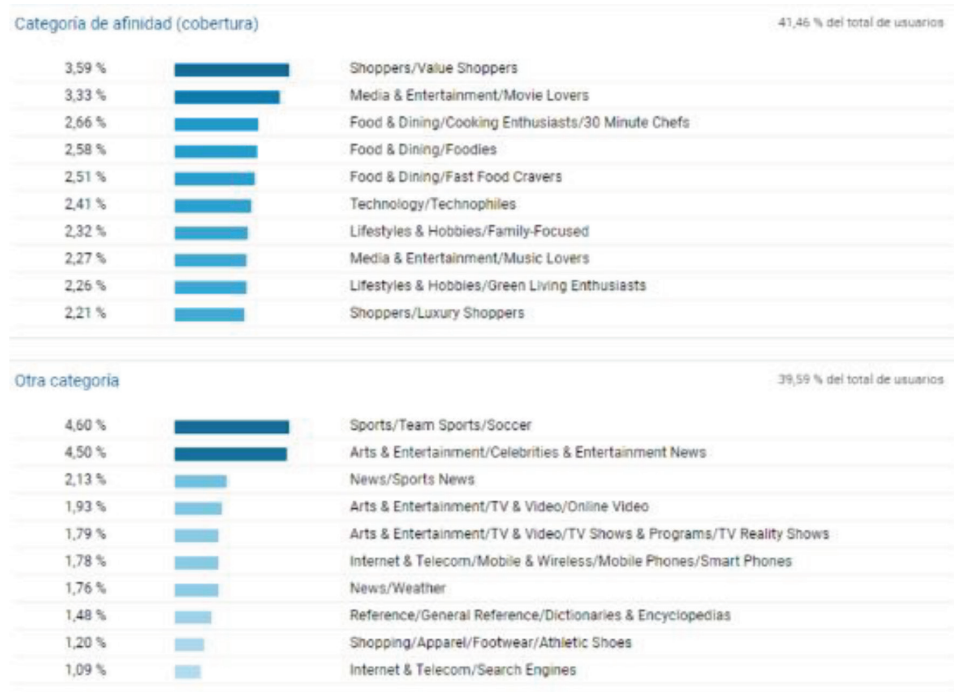 Categoría de afinidad (cobertura) 41,46 % del total de usuarios
3,59 % Shoppers/Value Shoppers
3,33 % Media & Entertainment/Movie Lovers
2,66 % Food & Dining/Cooking Enthusiasts/30 Minute Chefs
2,58 % Food & Dining/Foodies
2,51 % Food & Dining/Fast Food Cravers
2,41 % Technology/Technophiles
2,32 % Lifestyles & Hobbies/Family-Focused
2,27 % Media & Entertainment/Music Lovers
2,26 % Lifestyles & Hobbies/Green Living Enthusiasts
2,21 % Shoppers/Luxury Shoppers
Otra categoría 39,59 % del total de usuarios
4,60 % Sports/Team Sports/Soccer
4,50 % Arts & Entertainment/Celebrities & Entertainment News
2,13 % News/Sports News
1,93 % Arts & Entertainment/TV & Video/Online Video
1,79 % Arts & Entertainment/TV & Video/TV Shows & Programs/TV Reality Shows
1,78 % Internet & Telecom/Mobile & Wireless/Mobile Phones/Smart Phones
1,76 % News/Weather
1,48 % Reference/General Reference/Dictionaries & Encyclopedias
1,20 % Shopping/Apparel/Footwear/Athletic Shoes
1,09 % Internet & Telecom/Search Engines